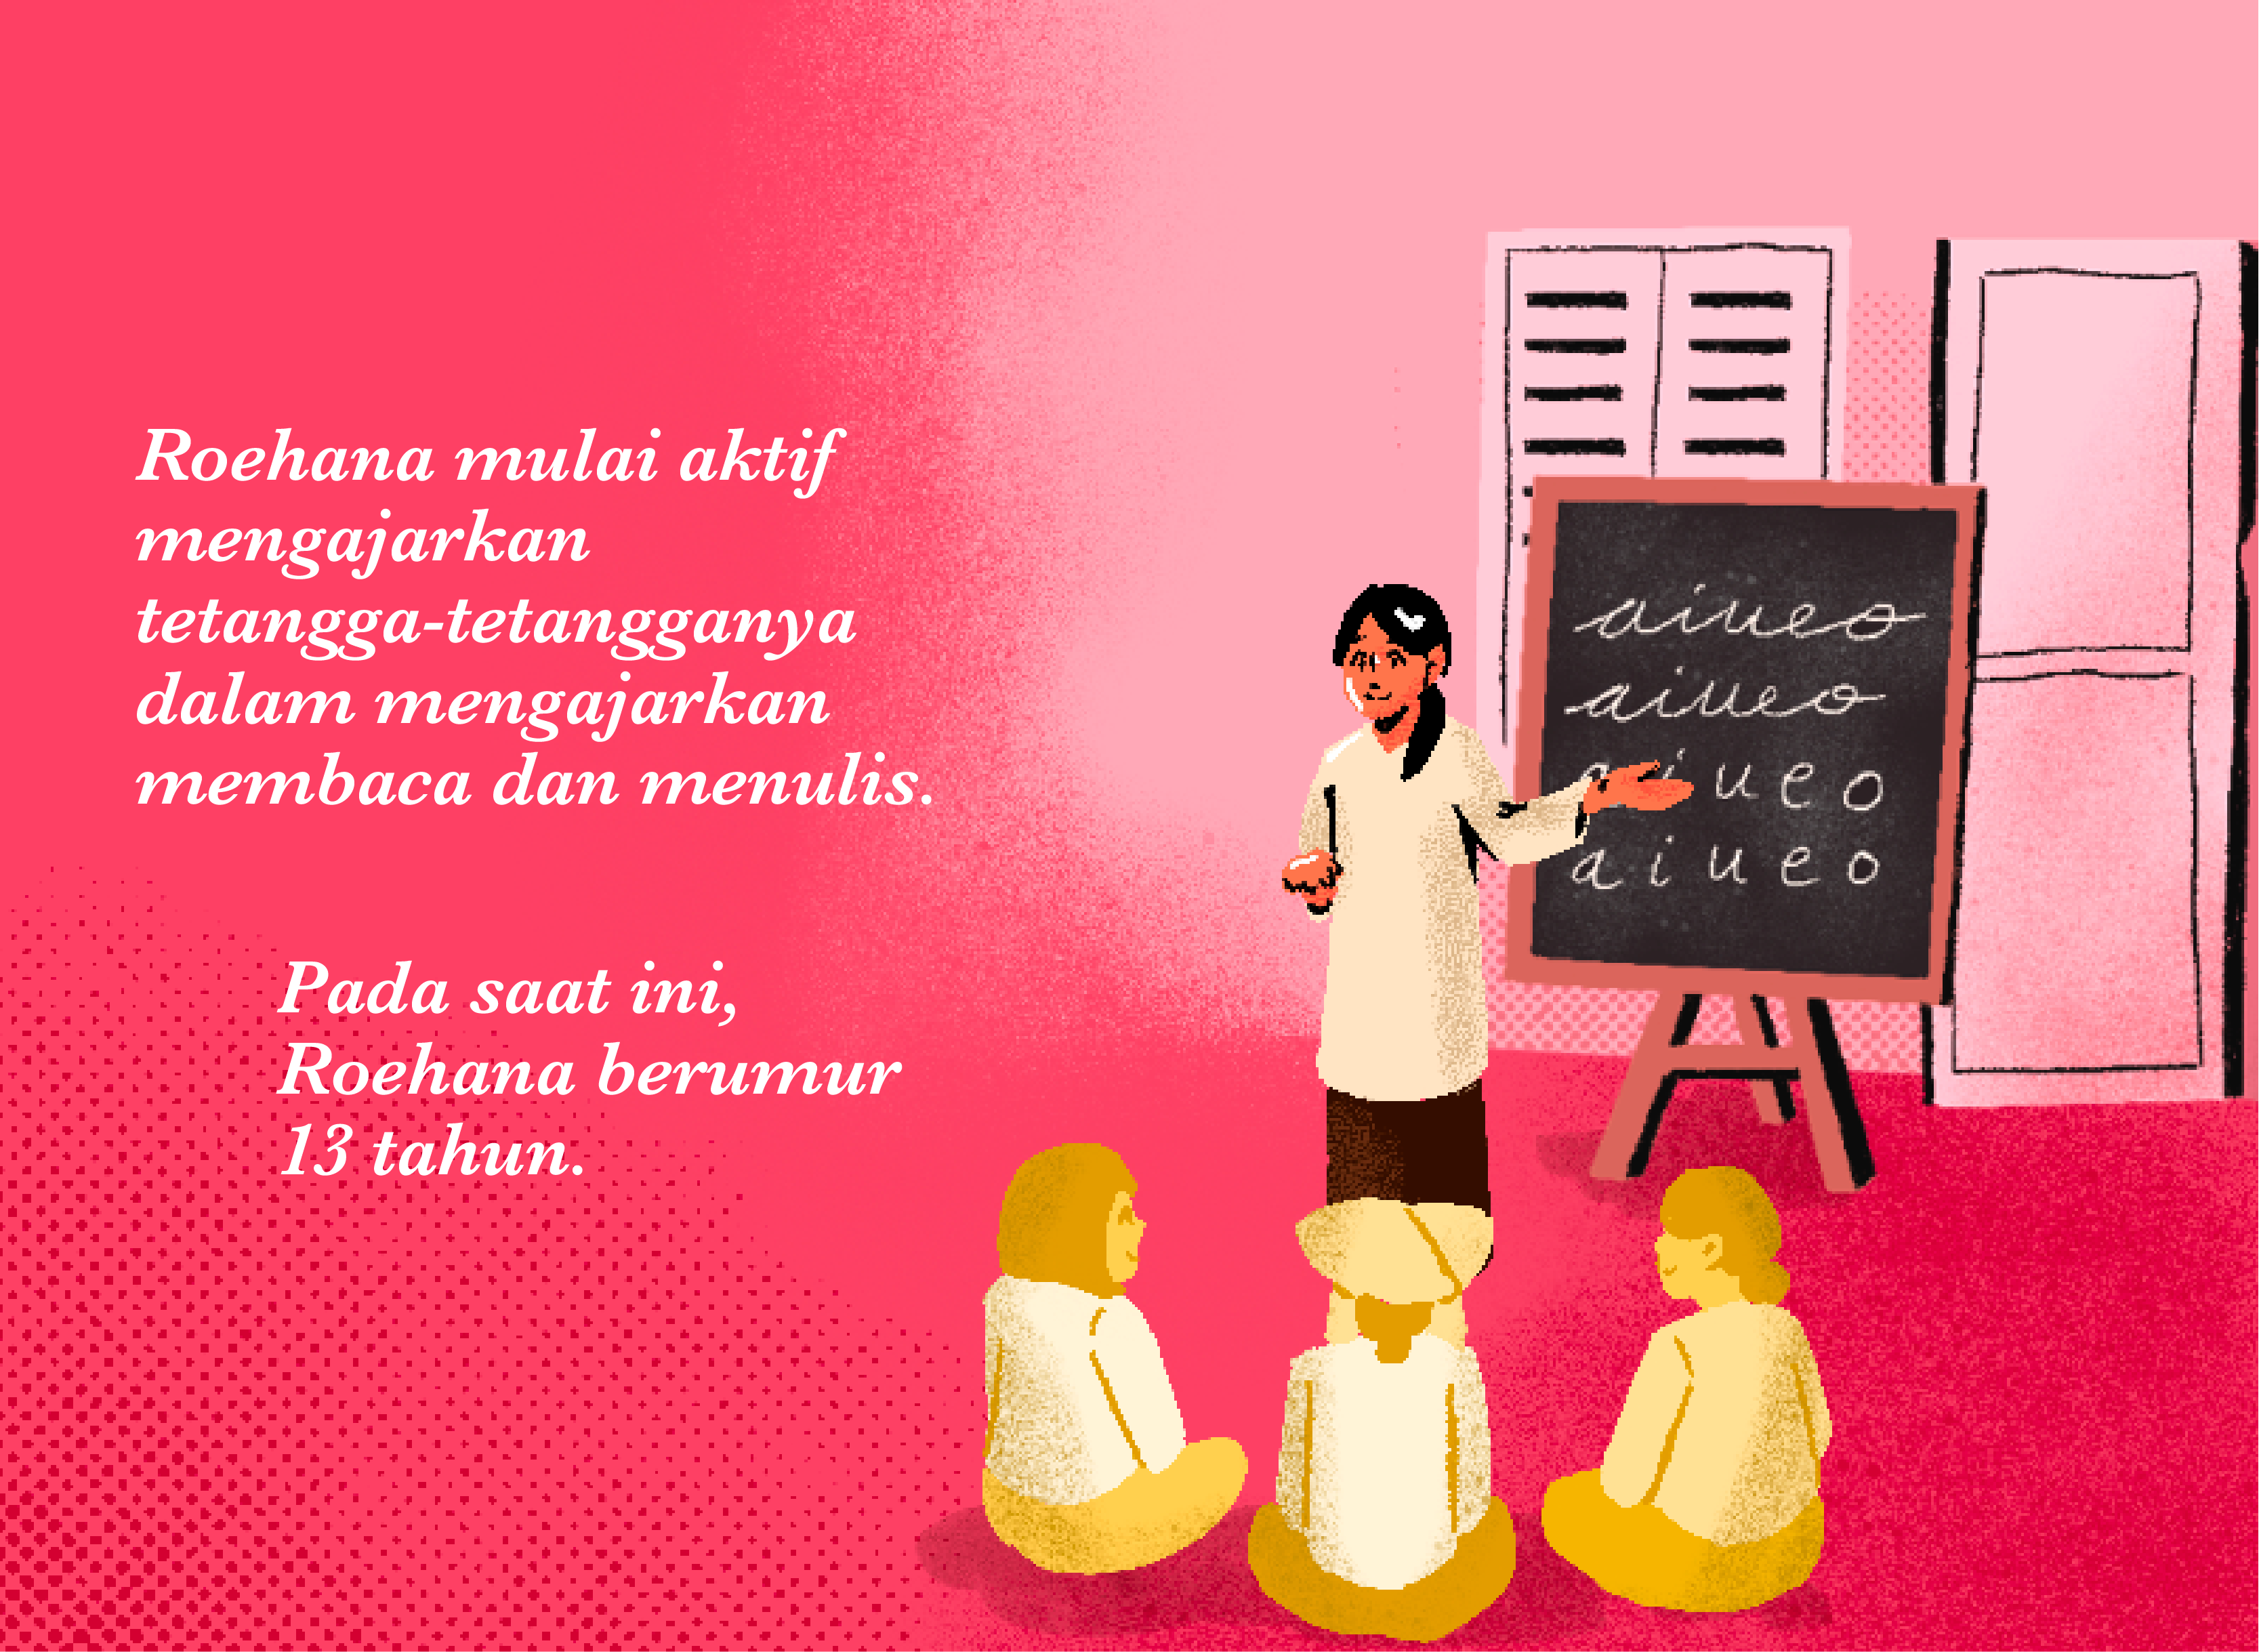 Roehana mulai aktif
mengajarkan
tetangga-tetangganya
dalam mengajarkan
membaca dan menulis.
Pada saat ini,
Roehana berumur
13 tahun.
aiueo
aiueo
a i u e o
a i u e o